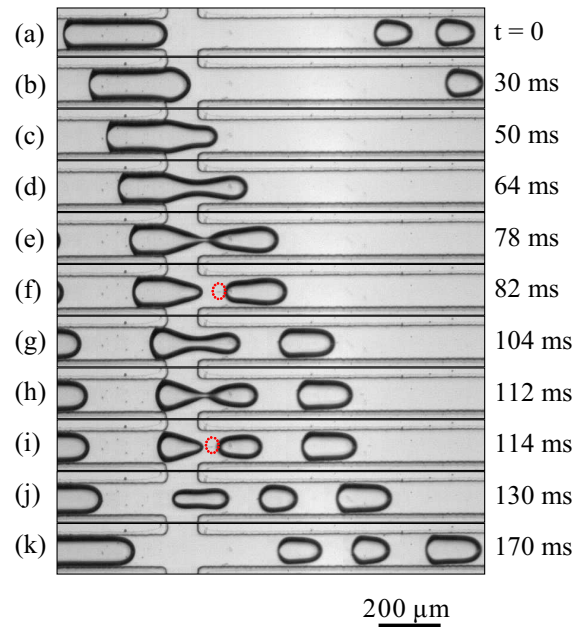 (a) t = 0
(b) 30 ms
(c) 50 ms
(d) 64 ms
(e) 78 ms
(f) 82 ms
(g) 104 ms
(h) 112 ms
(i) 114 ms
(j) 130 ms
(k) 170 ms
200 μm